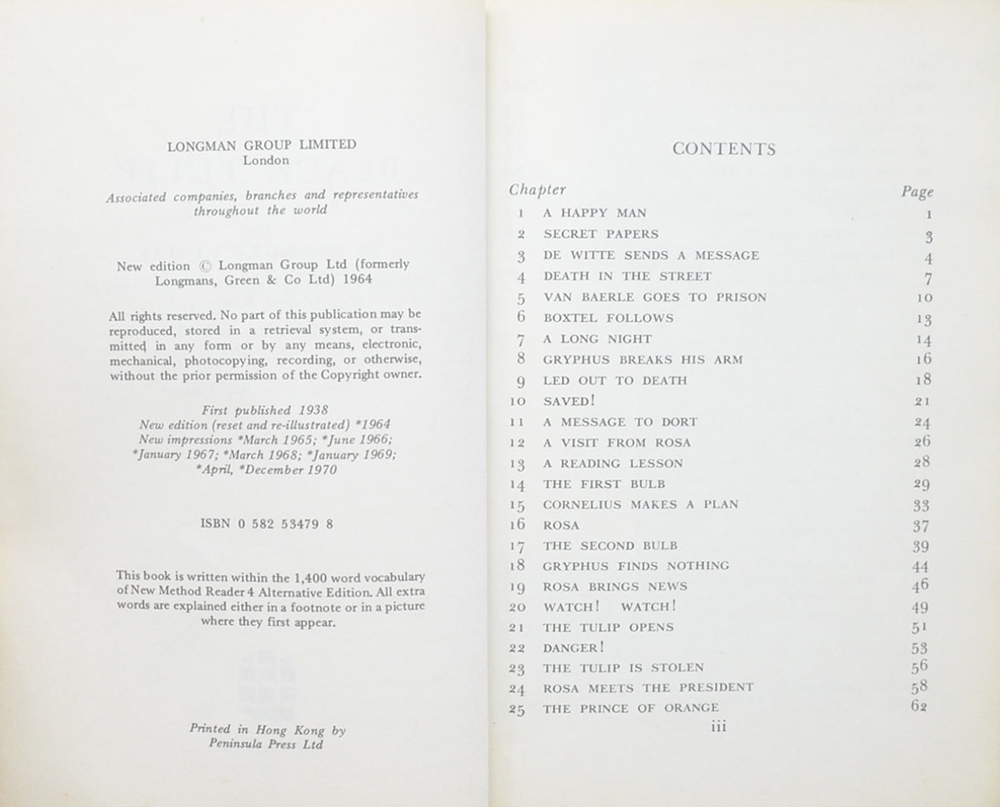 LONGMAN GROUP LIMITED
London
Associated companies, branches and representatives
throughout the world
New edition © Longman Group Ltd (formerly
Longmans, Green & Co Ltd) 1964
All rights reserved. No part of this publication may be
reproduced, stored in a retrieval system, or trans-
mitted in any form or by any means, electronic,
mechanical, photocopying, recording, or otherwise,
without the prior permission of the Copyright owner.
First published 1938
New edition (reset and re-illustrated) *1964
New impressions *March 1965; *June 1966;
*January 1967; *March 1968; *January 1969;
*April, *December 1970
ISBN 0 582 53479 8
This book is written within the 1,400 word vocabulary
of New Method Reader 4 Alternative Edition. All extra
words are explained either in a footnote or in a picture
where they first appear.
Printed in Hong Kong by
Peninsula Press Ltd
CONTENTS
Chapter Page
1 A HAPPY MAN 1
2 SECRET PAPERS 3
3 DE WITTE SENDS A MESSAGE 4
4 DEATH IN THE STREET 7
5 VAN BAERLE GOES TO PRISON 10
6 BOXTEL FOLLOWS 13
7 A LONG NIGHT 14
8 GRYPHUS BREAKS HIS ARM 16
9 LED OUT TO DEATH 18
10 SAVED! 21
11 A MESSAGE TO DORT 24
12 A VISIT FROM ROSA 26
13 A READING LESSON 28
14 THE FIRST BULB 29
15 CORNELIUS MAKES A PLAN 33
16 ROSA 37
17 THE SECOND BULB 39
18 GRYPHUS FINDS NOTHING 44
19 ROSA BRINGS NEWS 46
20 WATCH! WATCH! 49
21 THE TULIP OPENS 51
22 DANGER! 53
23 THE TULIP IS STOLEN 56
24 ROSA MEETS THE PRESIDENT 58
25 THE PRINCE OF ORANGE 62
iii